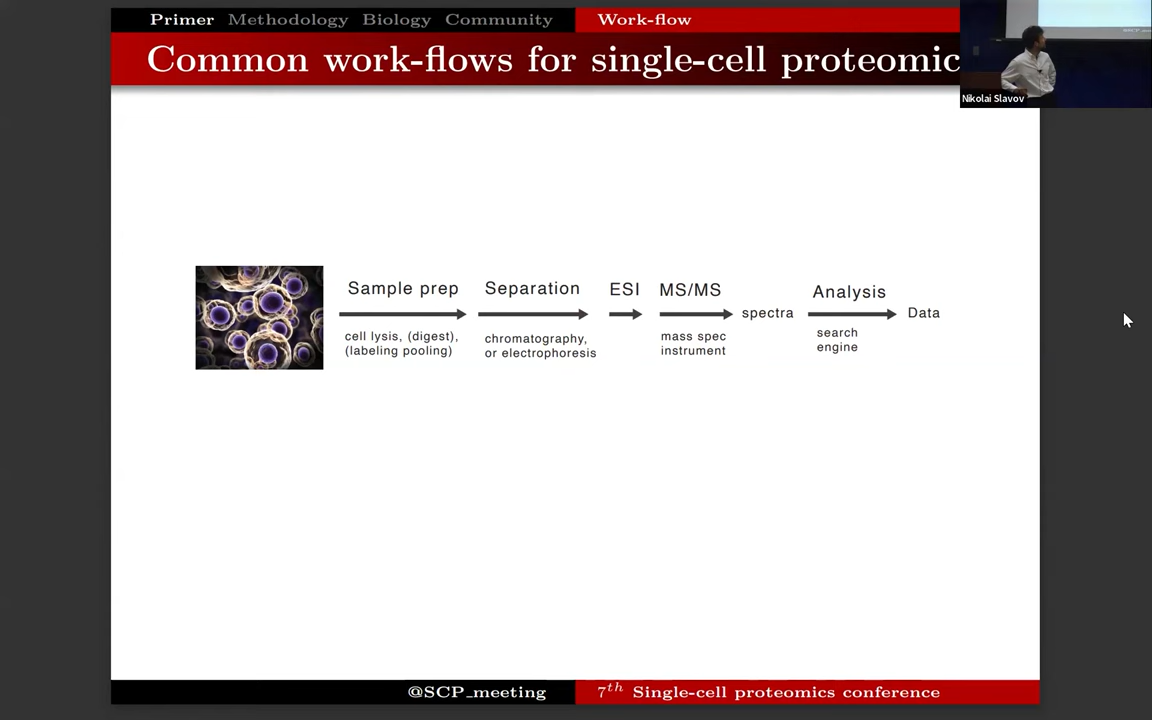 Primer Methodology Biology Community Work-flow
Common work-flows for single-cell proteomic
Nikolai Slavov
Sample prep
cell lysis, (digest),
(labeling pooling)
Separation
chromatography,
or electrophoresis
ESI
MS/MS
mass spec
instrument
spectra
Analysis
search
engine
Data
@SCP_meeting 7th Single-cell proteomics conference